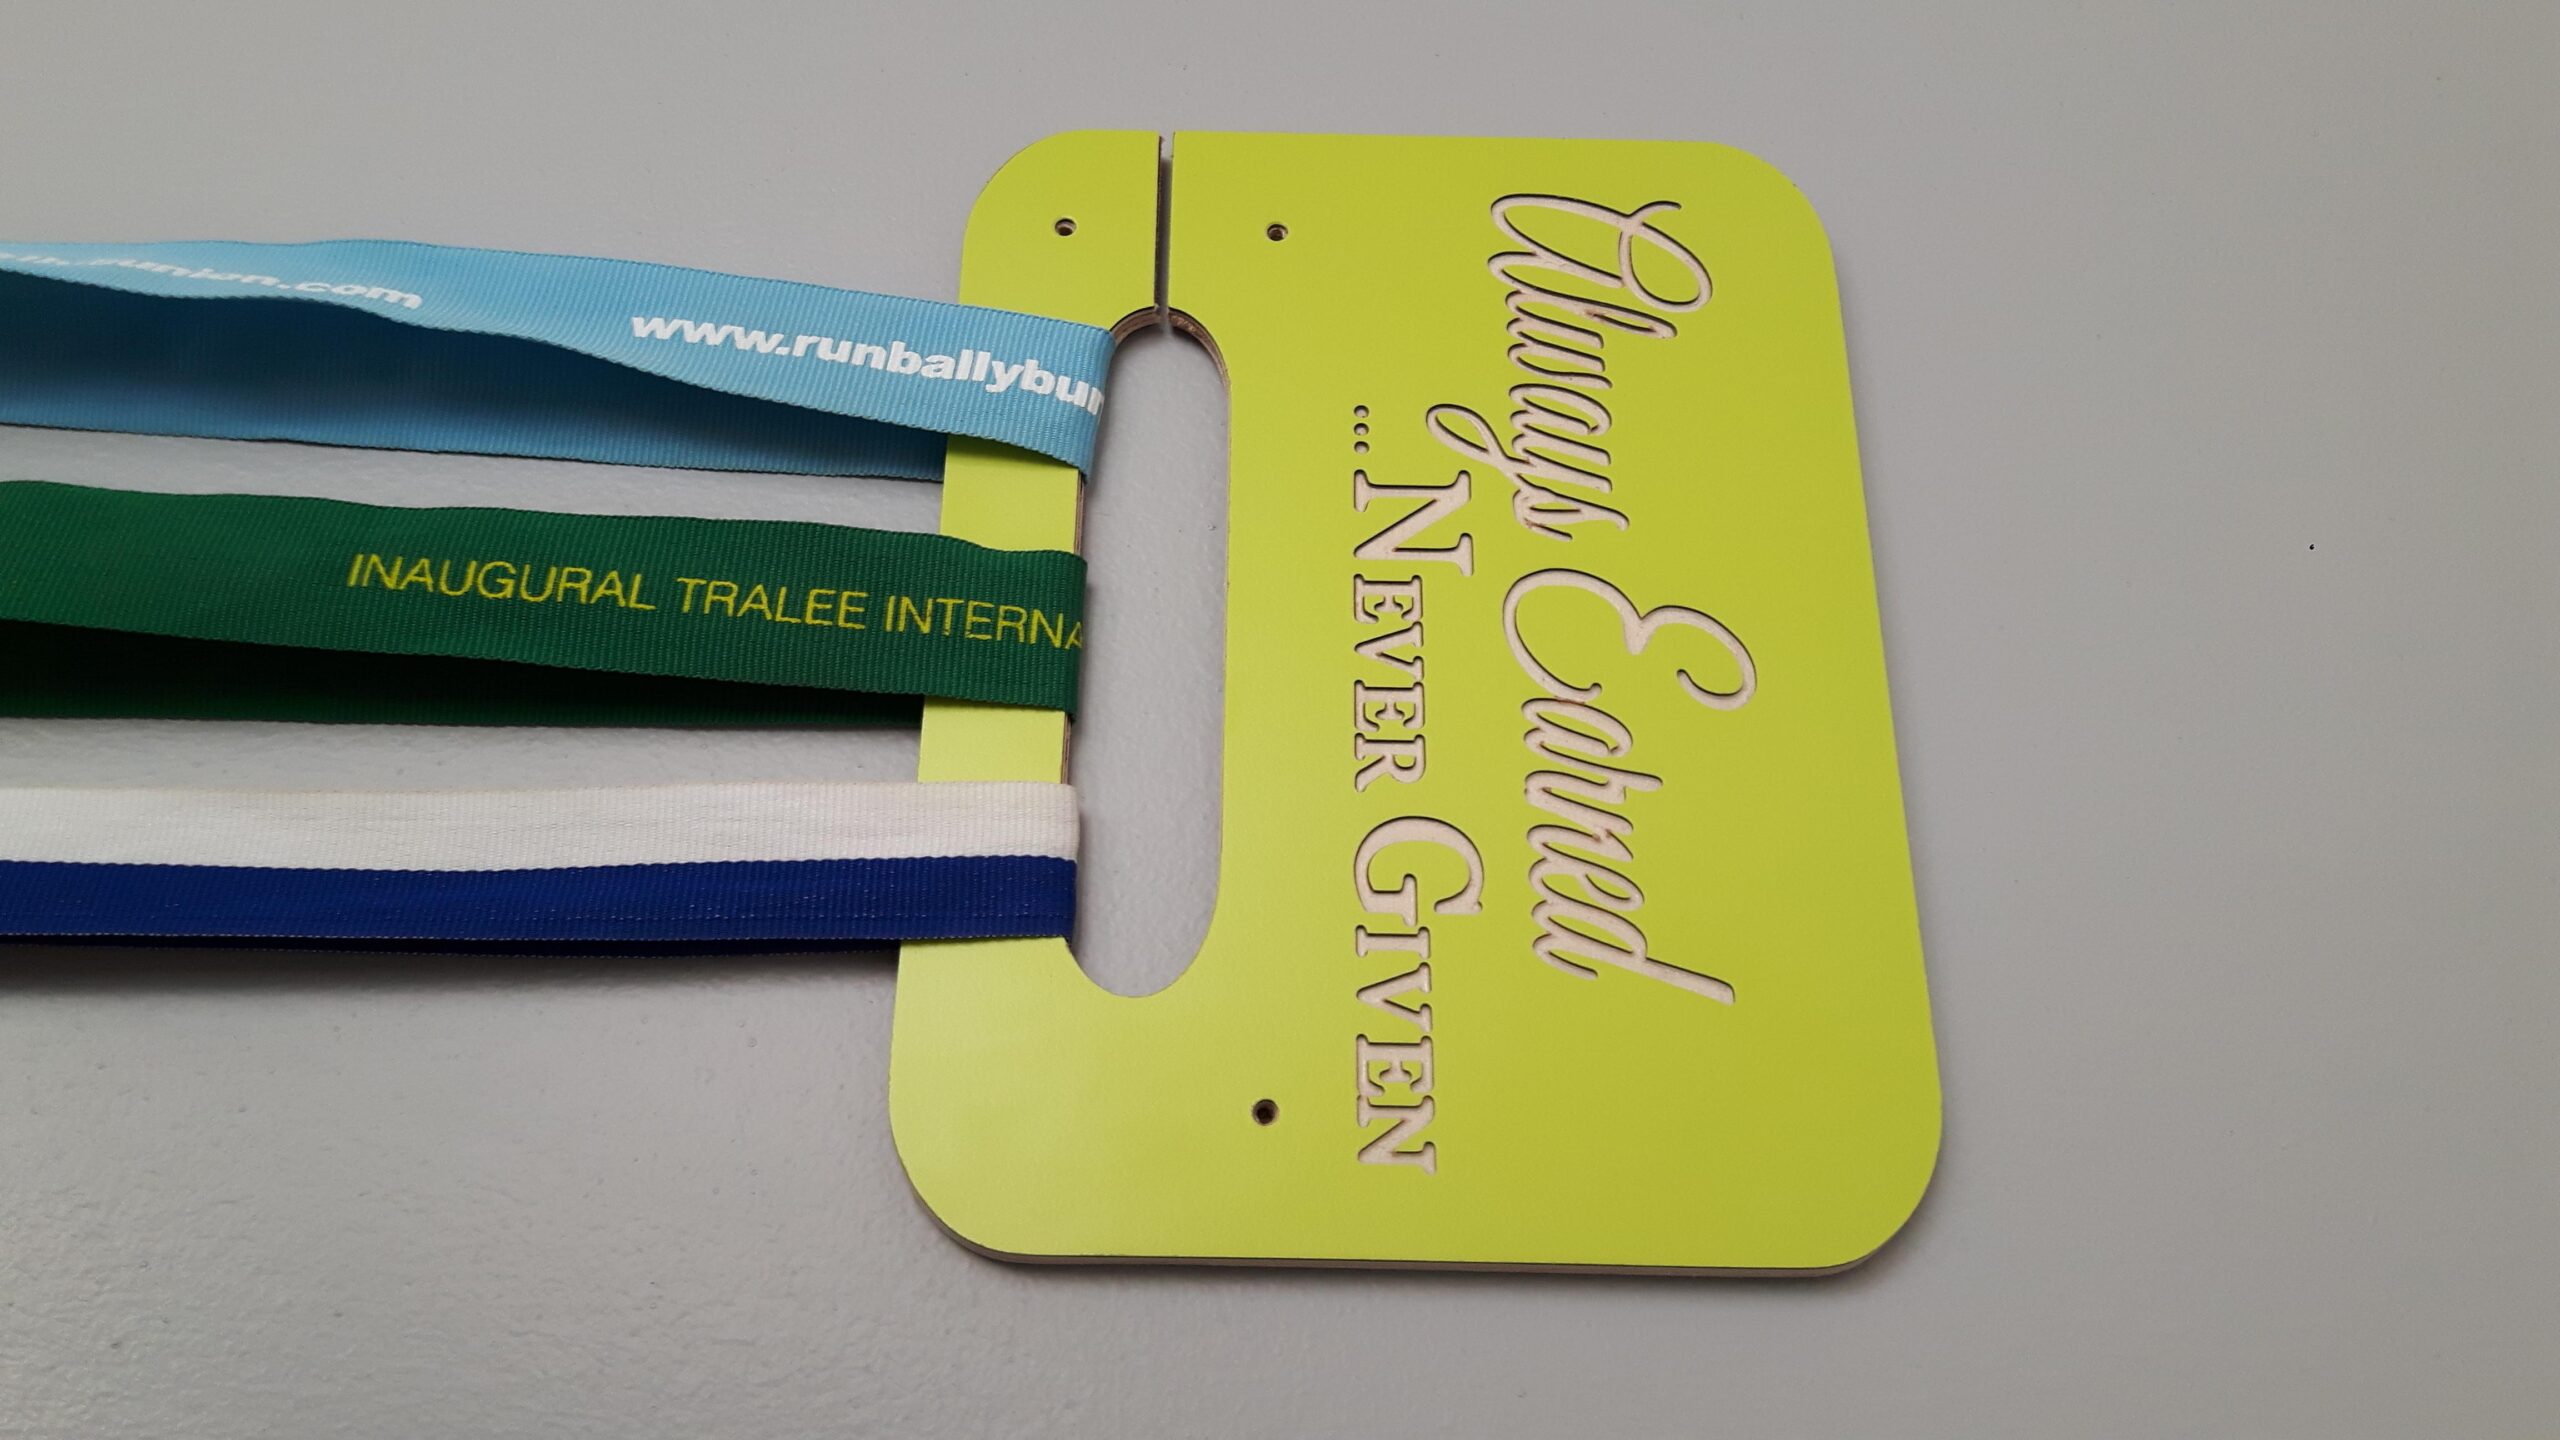 Always Earned
...NEVER GIVEN
www.runballybun
INAUGURAL TRALEE INTERNA